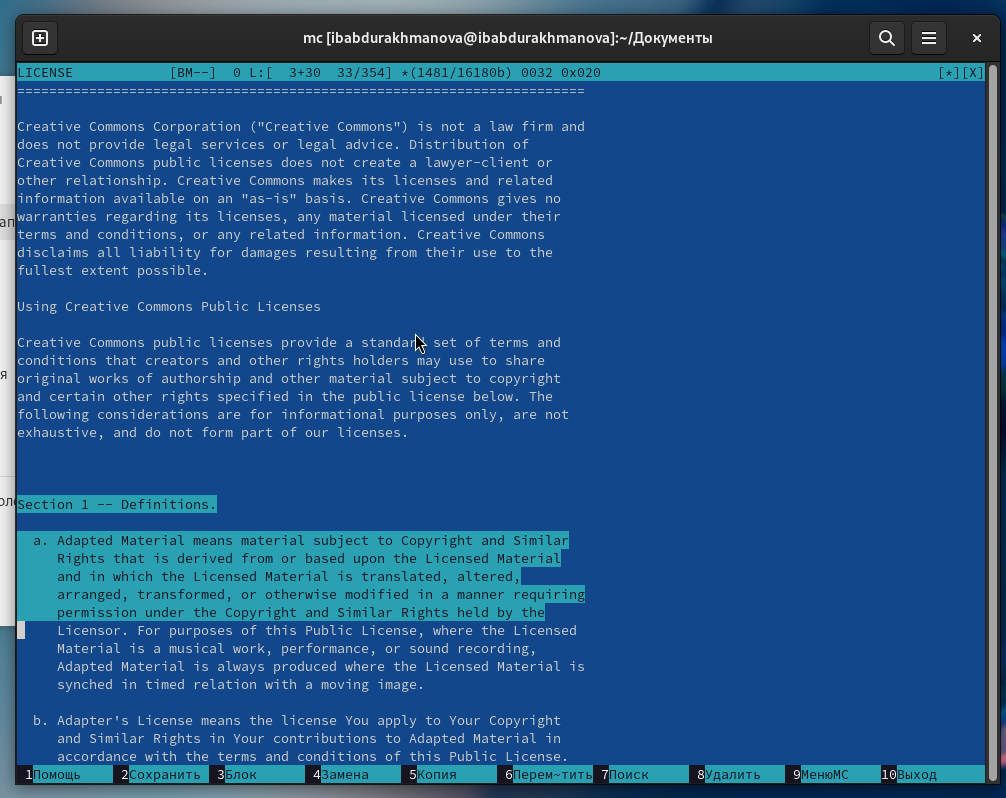 mc [ibabdurakhmanova@ibabdurakhmanova]:~/Документы
LICENSE [BM--] 0 L:[ 3+30 33/354] *(1481/16180b) 0032 0x020 [*][X]
=======================================================================
Creative Commons Corporation ("Creative Commons") is not a law firm and
does not provide legal services or legal advice. Distribution of
Creative Commons public licenses does not create a lawyer-client or
other relationship. Creative Commons makes its licenses and related
information available on an "as-is" basis. Creative Commons gives no
warranties regarding its licenses, any material licensed under their
terms and conditions, or any related information. Creative Commons
disclaims all liability for damages resulting from their use to the
fullest extent possible.
Using Creative Commons Public Licenses
Creative Commons public licenses provide a standard set of terms and
conditions that creators and other rights holders may use to share
original works of authorship and other material subject to copyright
and certain other rights specified in the public license below. The
following considerations are for informational purposes only, are not
exhaustive, and do not form part of our licenses.
Section 1 -- Definitions.
a. Adapted Material means material subject to Copyright and Similar
Rights that is derived from or based upon the Licensed Material
and in which the Licensed Material is translated, altered,
arranged, transformed, or otherwise modified in a manner requiring
permission under the Copyright and Similar Rights held by the
Licensor. For purposes of this Public License, where the Licensed
Material is a musical work, performance, or sound recording,
Adapted Material is always produced where the Licensed Material is
synched in timed relation with a moving image.
b. Adapter's License means the license You apply to Your Copyright
and Similar Rights in Your contributions to Adapted Material in
accordance with the terms and conditions of this Public License.
1Помощь 2Сохранить 3Блок 4Замена 5Копия 6Перем~тить 7Поиск 8Удалить 9МенюМС 10Выход